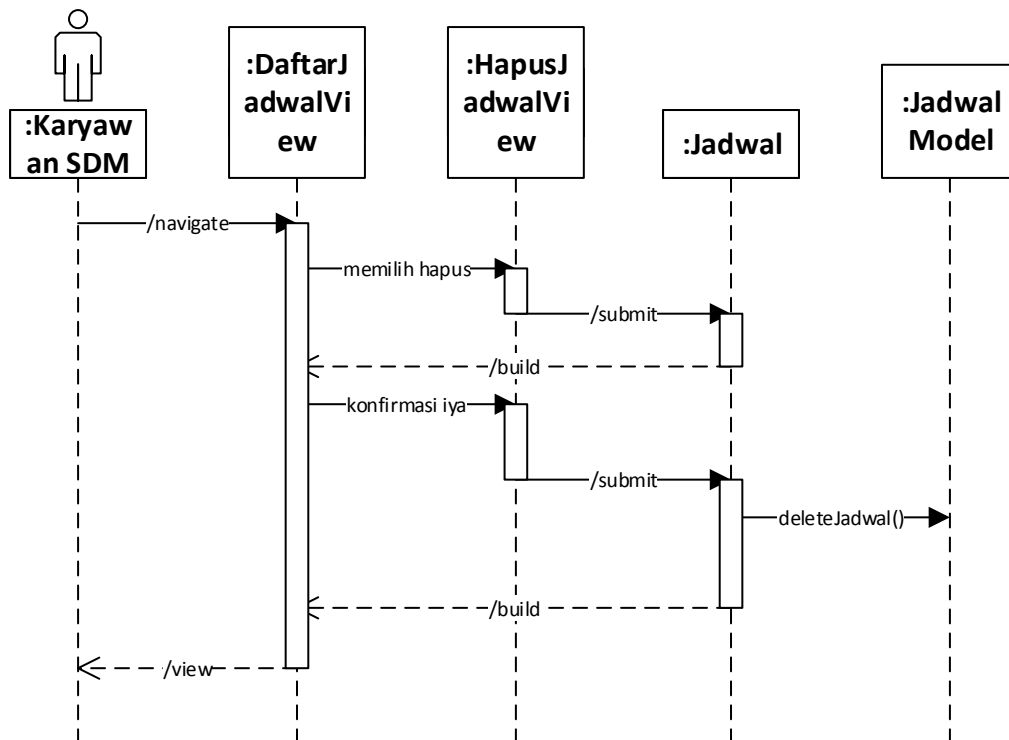 :Karyaw
an SDM
:DaftarJ
adwalVi
ew
:HapusJ
adwalVi
ew
:Jadwal
:Jadwal
Model
/navigate
memilih hapus
/submit
/build
konfirmasi iya
/submit
deleteJadwal()
/build
/view